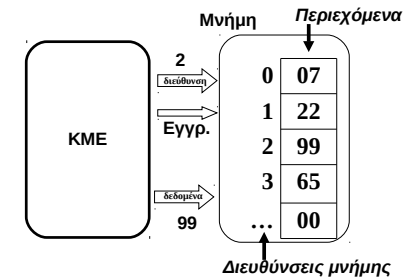 Μνήμη
Περιεχόμενα
2
διεύθυνση
Εγγρ.
ΚΜΕ
δεδομένα
99
0 07
1 22
2 99
3 65
... 00
Διευθύνσεις μνήμης